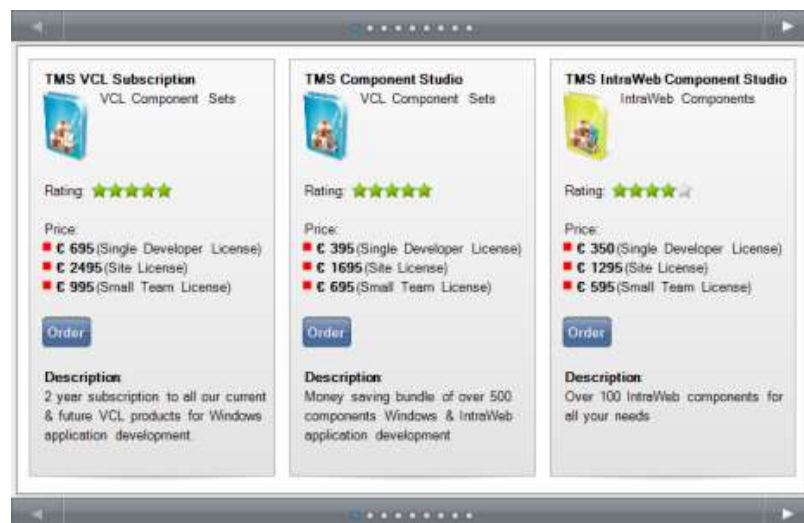 TMS VCL Subscription
VCL Component Sets
Rating:
Price:
€ 695 (Single Developer License)
€ 2495 (Site License)
€ 995 (Small Team License)
Order
Description
2 year subscription to all our current
& future VCL products for Windows
application development.
TMS Component Studio
VCL Component Sets
Rating:
Price:
€ 395 (Single Developer License)
€ 1695 (Site License)
€ 695 (Small Team License)
Order
Description
Money saving bundle of over 500
components Windows & IntraWeb
application development
TMS IntraWeb Component Studio
IntraWeb Components
Rating:
Price:
€ 350 (Single Developer License)
€ 1295 (Site License)
€ 595 (Small Team License)
Order
Description
Over 100 IntraWeb components for
all your needs